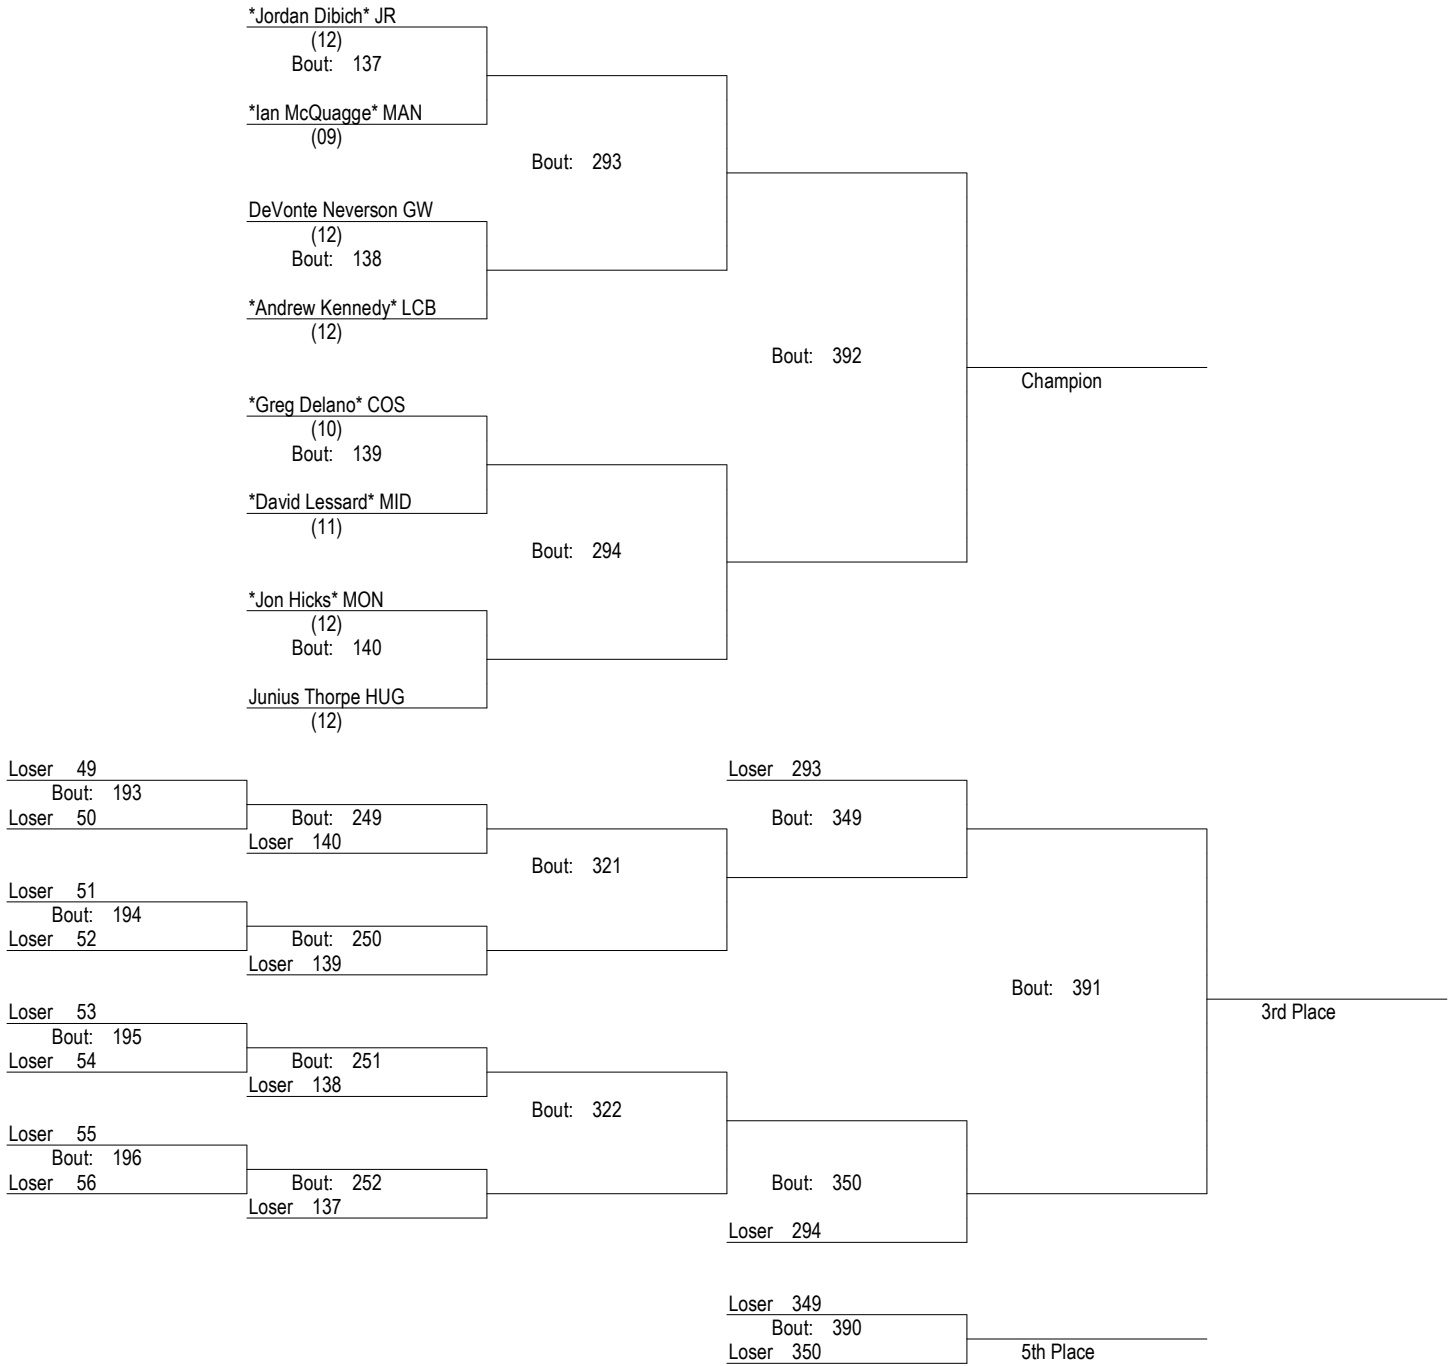 *Jordan Dibich* JR
(12)
Bout: 137
*Ian McQuagge* MAN
(09)
Bout: 293
DeVonte Neverson GW
(12)
Bout: 138
*Andrew Kennedy* LCB
(12)
Bout: 392
Champion
*Greg Delano* COS
(10)
Bout: 139
*David Lessard* MID
(11)
Bout: 294
*Jon Hicks* MON
(12)
Bout: 140
Junius Thorpe HUG
(12)
Loser 49
Bout: 193
Loser 50
Bout: 249
Loser 140
Bout: 321
Loser 293
Bout: 349
Loser 51
Bout: 194
Loser 52
Bout: 250
Loser 139
Bout: 391
3rd Place
Loser 53
Bout: 195
Loser 54
Bout: 251
Loser 138
Bout: 322
Loser 55
Bout: 196
Loser 56
Bout: 252
Loser 137
Bout: 350
Loser 294
Loser 349
Bout: 390
Loser 350
5th Place